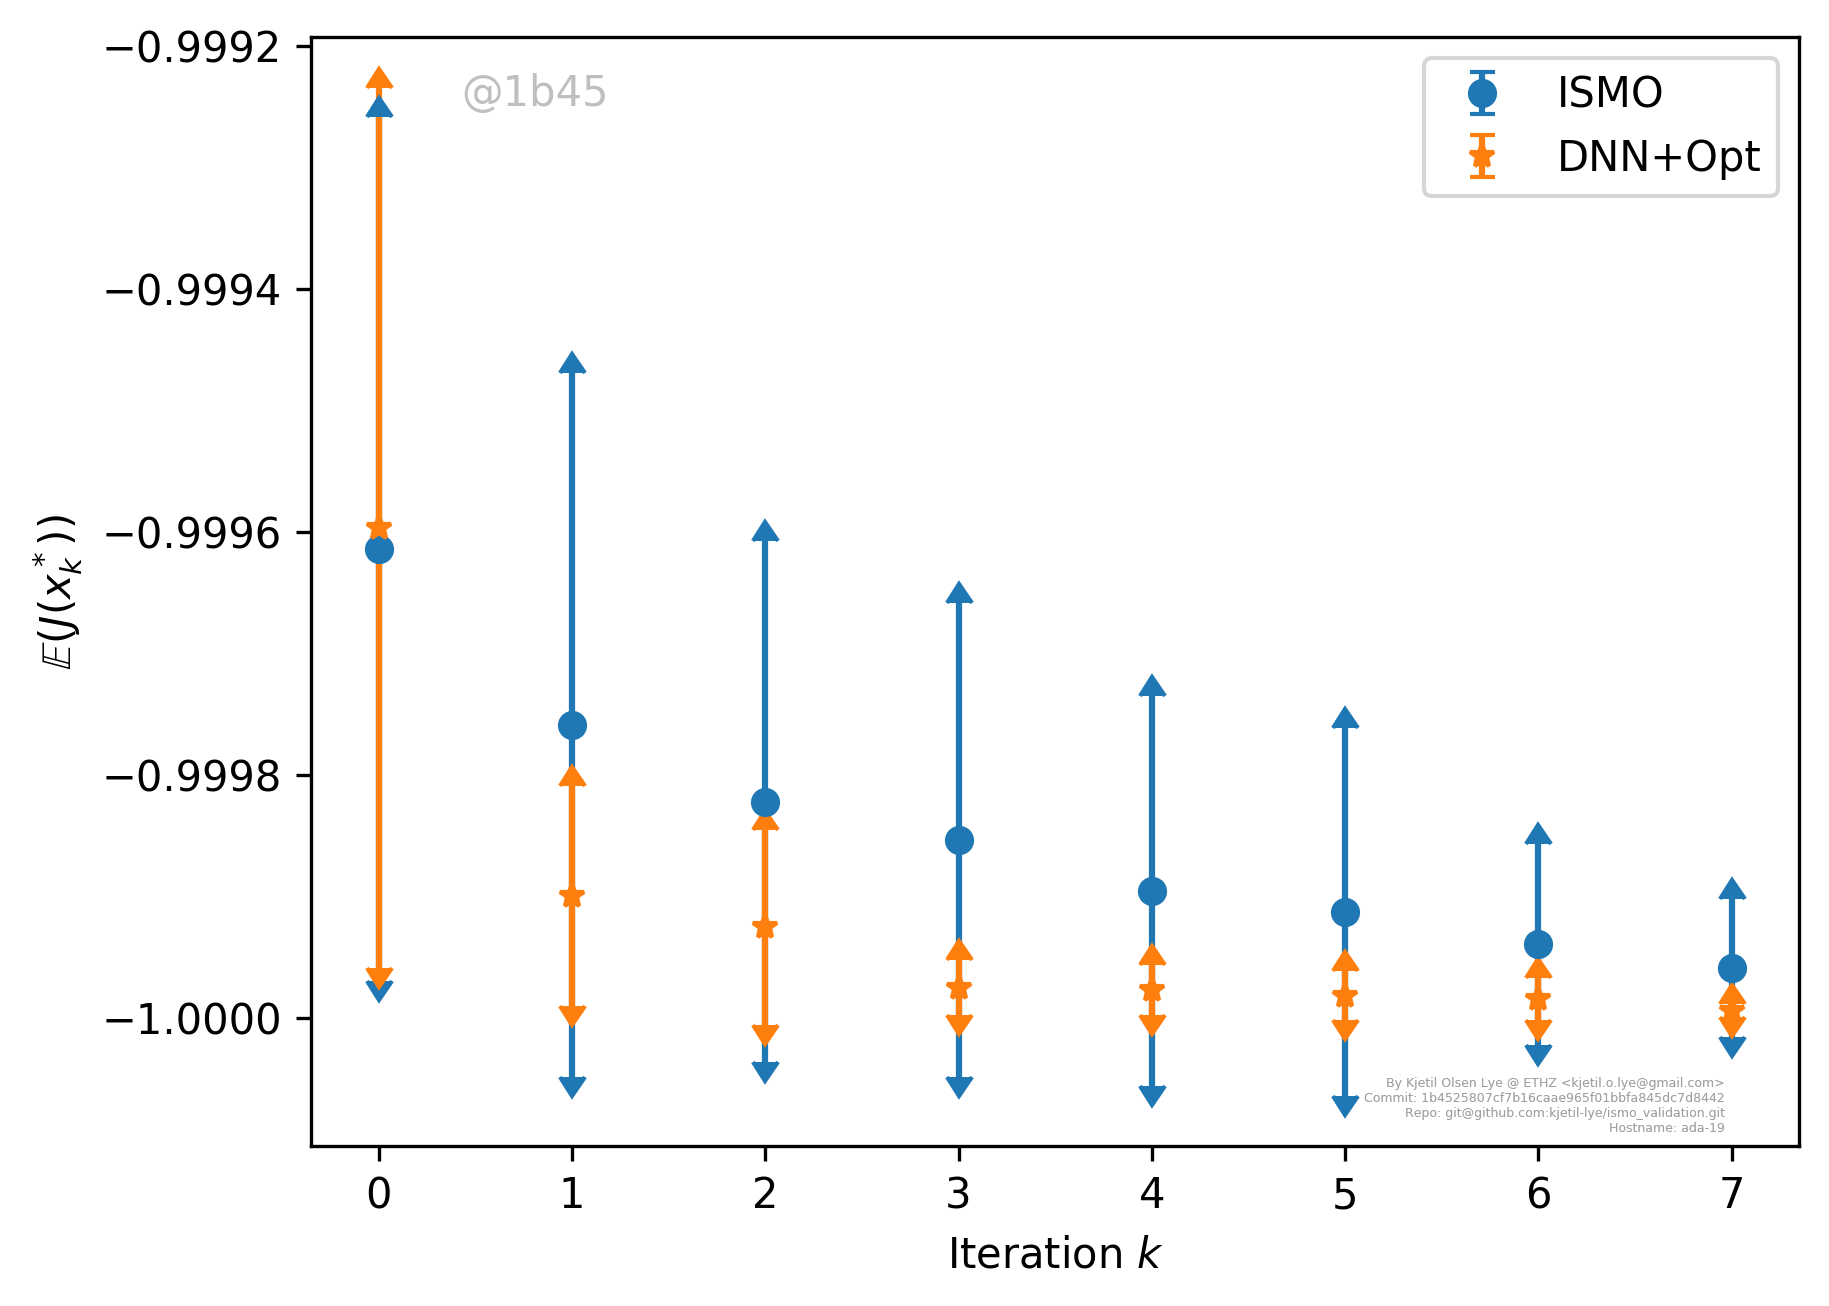 −0.9992
−0.9994
−0.9996
−0.9998
−1.0000
𝔼(J(x*k))
@1b45
ISMO
DNN+Opt
By Kjetil Olsen Lye @ ETHZ <kjetil.o.lye@gmail.com>
Commit: 1b4525807cf7b16caae965f01bbfa845dc7d8442
Repo: git@github.com:kjetil-lye/ismo_validation.git
Hostname: ada-19
0 1 2 3 4 5 6 7
Iteration k